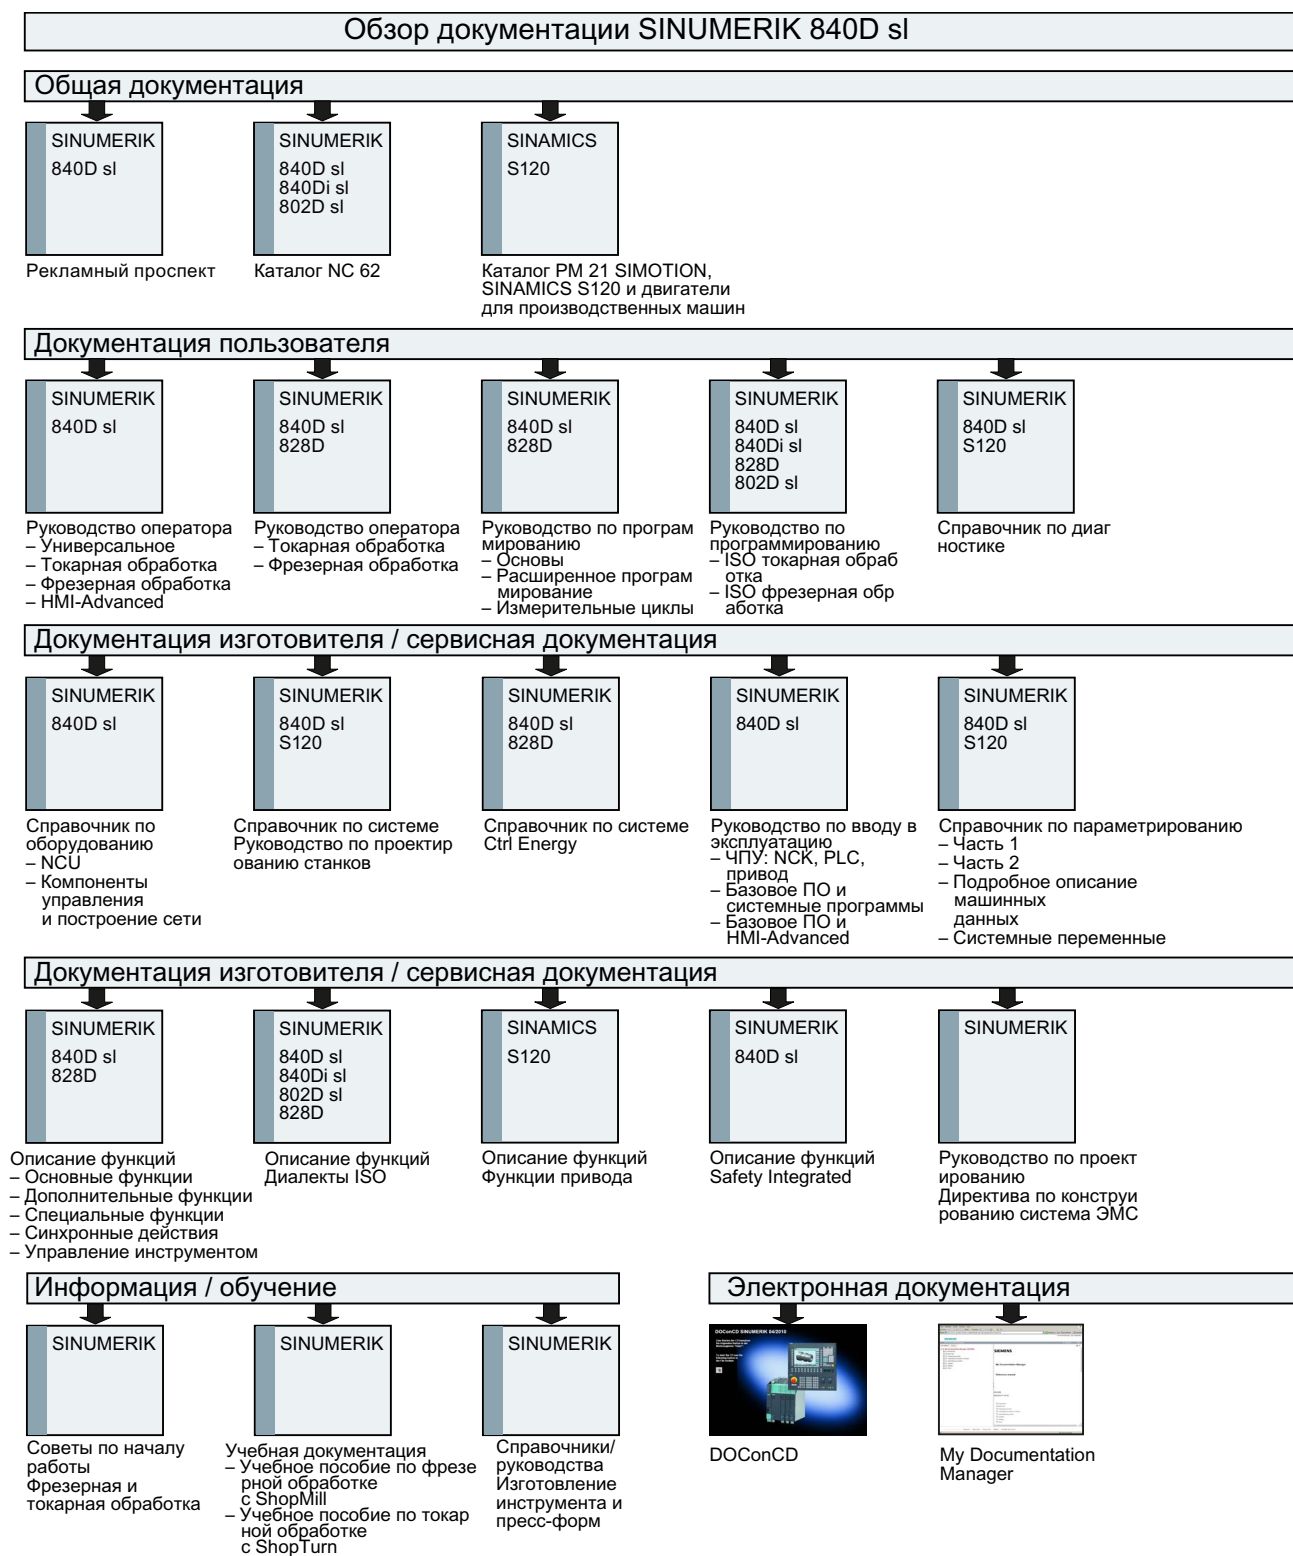 Обзор документации SINUMERIK 840D sl
Общая документация
SINUMERIK
840D sl
Рекламный проспект
SINUMERIK
840D sl
840Di sl
802D sl
Каталог NC 62
SINAMICS
S120
Каталог PM 21 SIMOTION,
SINAMICS S120 и двигатели
для производственных машин
Документация пользователя
SINUMERIK
840D sl
Руководство оператора
– Универсальное
– Токарная обработка
– Фрезерная обработка
– HMI-Advanced
SINUMERIK
840D sl
828D
Руководство оператора
– Токарная обработка
– Фрезерная обработка
SINUMERIK
840D sl
828D
Руководство по програм
мированию
– Основы
– Расширенное програм
мирование
– Измерительные циклы
SINUMERIK
840D sl
840Di sl
828D
802D sl
Руководство по
программированию
– ISO токарная обраб
отка
– ISO фрезерная обр
аботка
SINUMERIK
840D sl
S120
Справочник по диаг
ностике
Документация изготовителя / сервисная документация
SINUMERIK
840D sl
Справочник по
оборудованию
– NCU
– Компоненты
управления
и построение сети
SINUMERIK
840D sl
S120
Справочник по системе
Руководство по проектир
ованию станков
SINUMERIK
840D sl
828D
Справочник по системе
Ctrl Energy
SINUMERIK
840D sl
Руководство по вводу в
эксплуатацию
– ЧПУ: NCK, PLC,
привод
– Базовое ПО и
системные программы
– Базовое ПО и
HMI-Advanced
SINUMERIK
840D sl
S120
Справочник по параметрированию
– Часть 1
– Часть 2
– Подробное описание
машинных
данных
– Системные переменные
Документация изготовителя / сервисная документация
SINUMERIK
840D sl
828D
Описание функций
– Основные функции
– Дополнительные функции
– Специальные функции
– Синхронные действия
– Управление инструментом
SINUMERIK
840D sl
840Di sl
802D sl
828D
Описание функций
Диалекты ISO
SINAMICS
S120
Описание функций
Функции привода
SINUMERIK
840D sl
Описание функций
Safety Integrated
SINUMERIK
Руководство по проект
ированию
Директива по конструи
рованию система ЭМС
Информация / обучение
SINUMERIK
Советы по началу
работы
Фрезерная и
токарная обработка
SINUMERIK
Учебная документация
– Учебное пособие по фрезе
рной обработке
с ShopMill
– Учебное пособие по токар
ной обработке
с ShopTurn
SINUMERIK
Справочники/
руководства
Изготовление
инструмента и
пресс-форм
Электронная документация
DOConCD SINUMERIK 04/2010
DOConCD
SIEMENS
My Documentation Manager
My Documentation
Manager